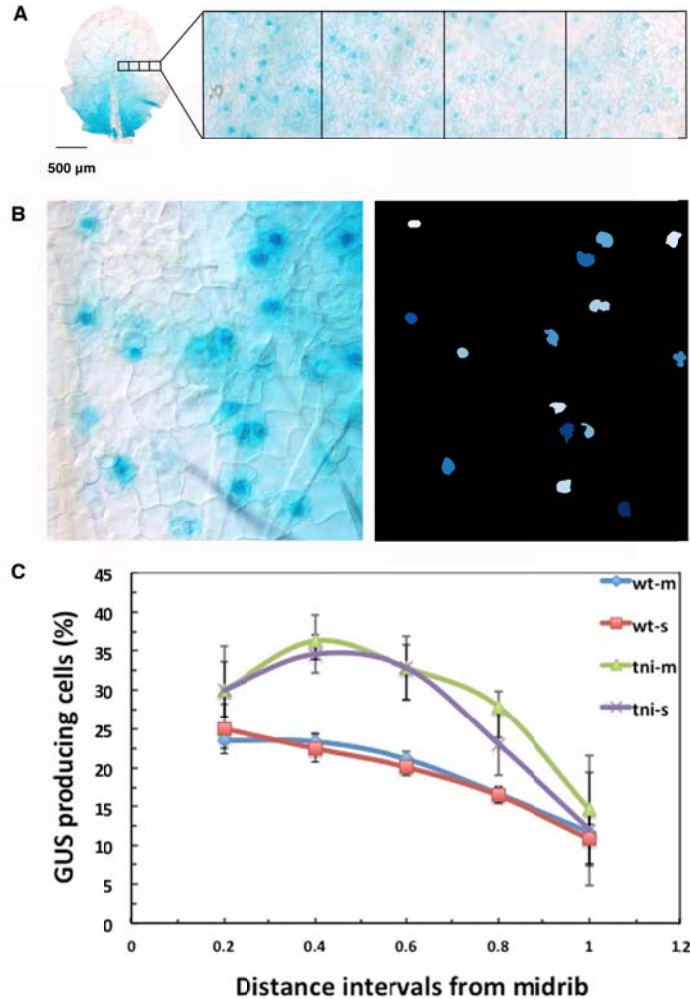 A
500 µm
B
C
GUS producing cells (%)
45
40
35
30
25
20
15
10
5
0
0
0.2
0.4
0.6
0.8
1
1.2
Distance intervals from midrib
wt-m
wt-s
tni-m
tni-s